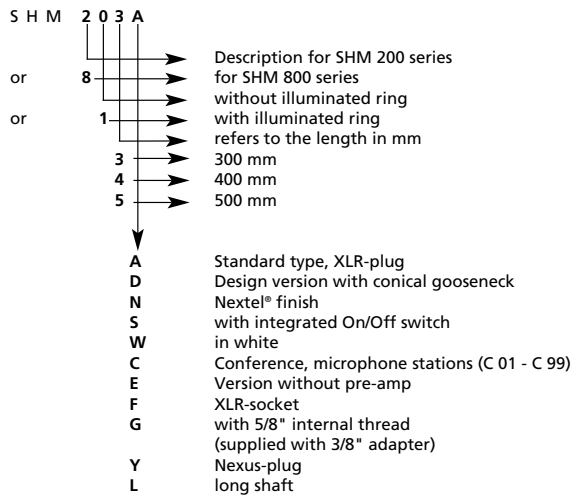 S H M 2 0 3 A
Description for SHM 200 series
or 8 for SHM 800 series
without illuminated ring
or 1 with illuminated ring
refers to the length in mm
3 300 mm
4 400 mm
5 500 mm
A Standard type, XLR-plug
D Design version with conical gooseneck
N Nextel® finish
S with integrated On/Off switch
W in white
C Conference, microphone stations (C 01 - C 99)
E Version without pre-amp
F XLR-socket
G with 5/8" internal thread
(supplied with 3/8" adapter)
Y Nexus-plug
L long shaft